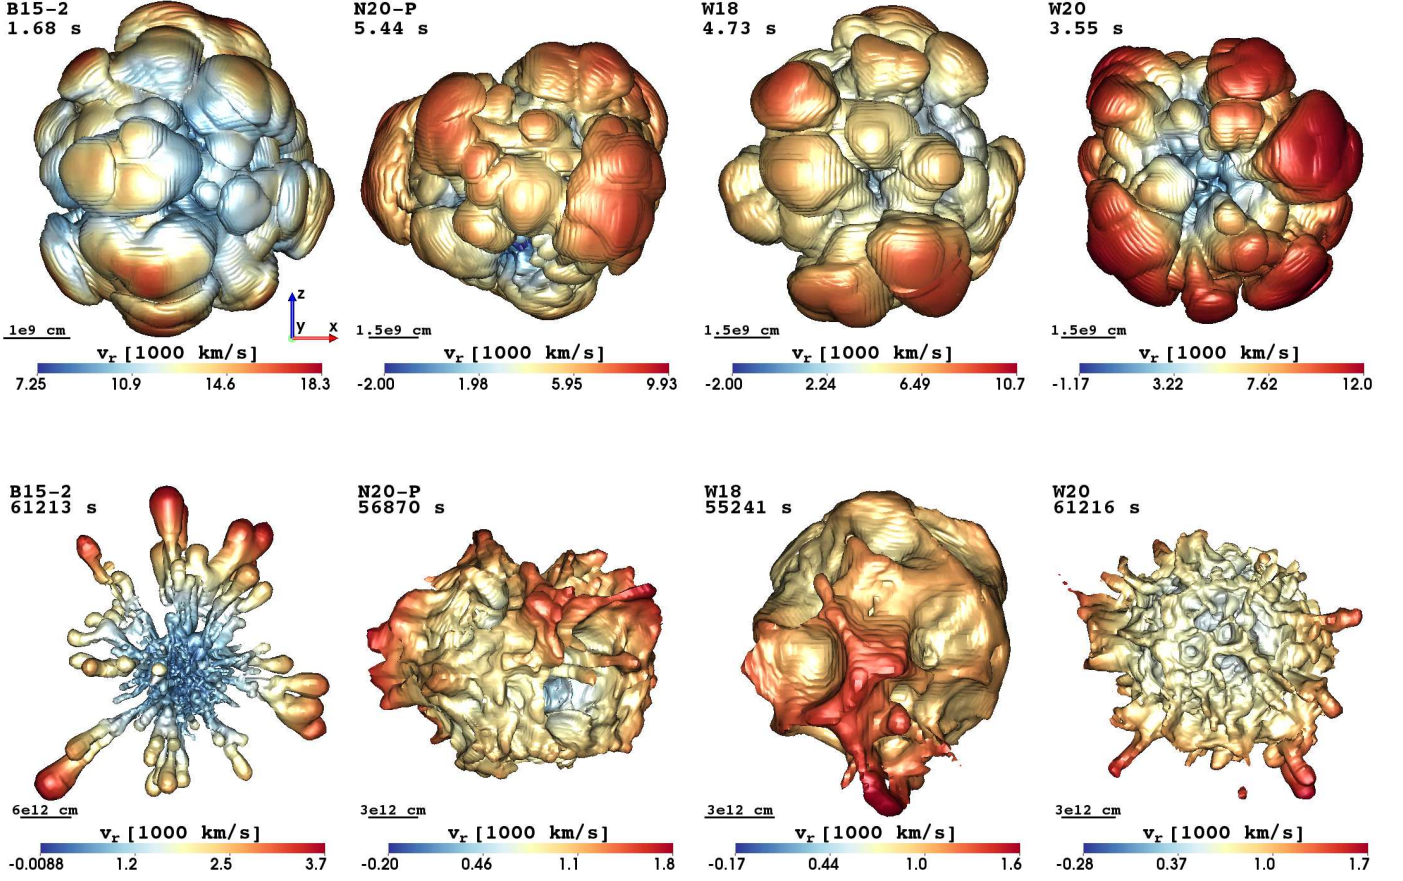 B15-2
1.68 s
N20-P
5.44 s
W18
4.73 s
W20
3.55 s
z
y x
1e9 cm
1.5e9 cm
1.5e9 cm
1.5e9 cm
vr [1000 km/s]
7.25 10.9 14.6 18.3
vr [1000 km/s]
-2.00 1.98 5.95 9.93
vr [1000 km/s]
-2.00 2.24 6.49 10.7
vr [1000 km/s]
-1.17 3.22 7.62 12.0
B15-2
61213 s
N20-P
56870 s
W18
55241 s
W20
61216 s
6e12 cm
3e12 cm
3e12 cm
3e12 cm
vr [1000 km/s]
-0.0088 1.2 2.5 3.7
vr [1000 km/s]
-0.20 0.46 1.1 1.8
vr [1000 km/s]
-0.17 0.44 1.0 1.6
vr [1000 km/s]
-0.28 0.37 1.0 1.7